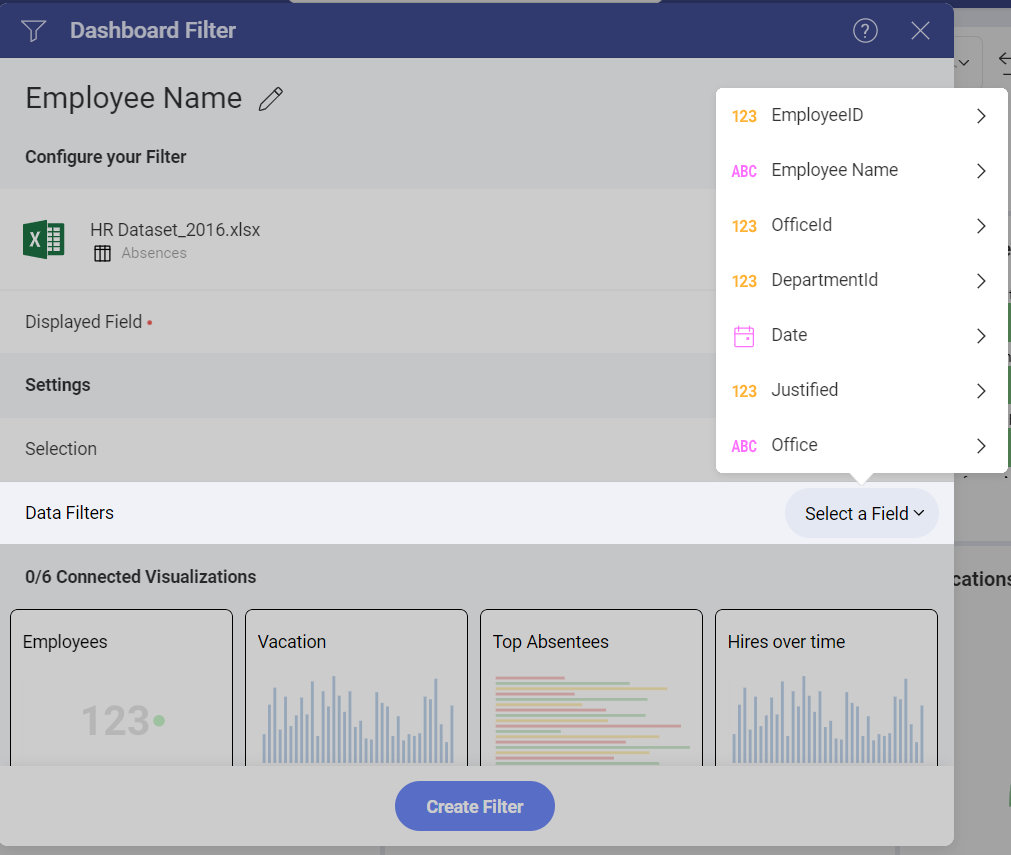 Dashboard Filter
?
Employee Name
Configure your Filter
HR Dataset_2016.xlsx
Absences
Displayed Field •
Settings
Selection
Data Filters
Select a Field
123 EmployeeID
ABC Employee Name
123 OfficeId
123 DepartmentId
Date
123 Justified
ABC Office
0/6 Connected Visualizations
Employees
123
Vacation
Top Absentees
Hires over time
Create Filter
cations